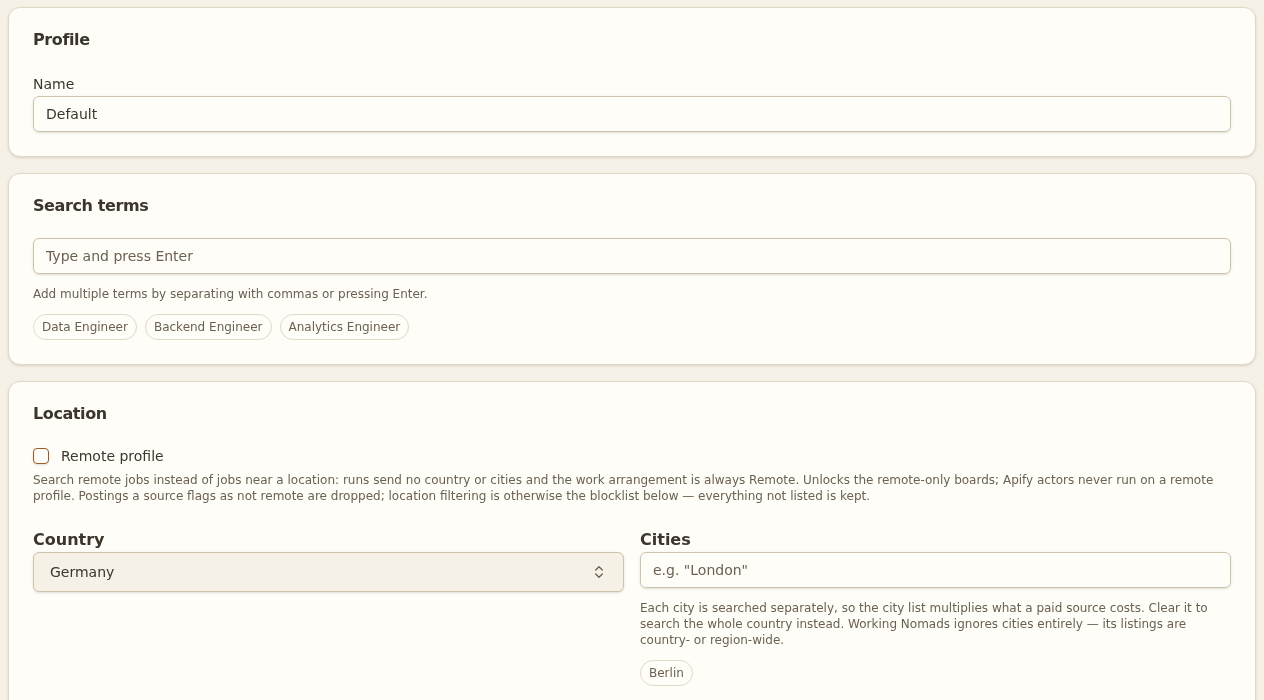 Profile
Name
Default
Search terms
Type and press Enter
Add multiple terms by separating with commas or pressing Enter.
Data Engineer
Backend Engineer
Analytics Engineer
Location
Remote profile
Search remote jobs instead of jobs near a location: runs send no country or cities and the work arrangement is always Remote. Unlocks the remote-only boards; Apify actors never run on a remote
profile. Postings a source flags as not remote are dropped; location filtering is otherwise the blocklist below — everything not listed is kept.
Country
Germany
Cities
e.g. "London"
Each city is searched separately, so the city list multiplies what a paid source costs. Clear it to
search the whole country instead. Working Nomads ignores cities entirely — its listings are
country- or region-wide.
Berlin